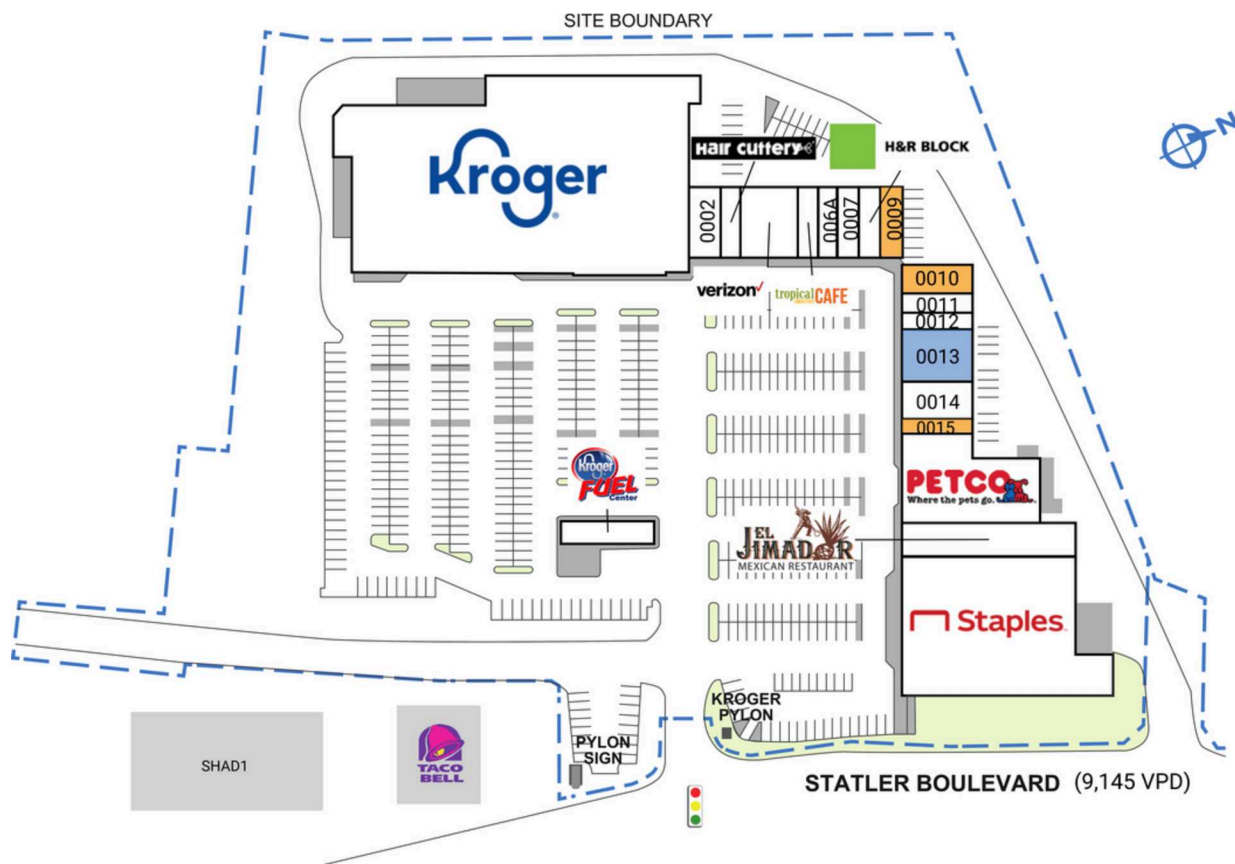 SITE BOUNDARY
N
Kroger
Hair Cuttery
H&R BLOCK
0002
006A
0007
0009
verizon
tropical
CAFE
0010
0011
0012
0013
0014
0015
Kroger
FUEL
Center
PETCO
Where the pets go.
EL
JIMADOR
MEXICAN RESTAURANT
Staples
KROGER
PYLON
PYLON
SIGN
SHAD1
TACO
BELL
STATLER BOULEVARD (9,145 VPD)